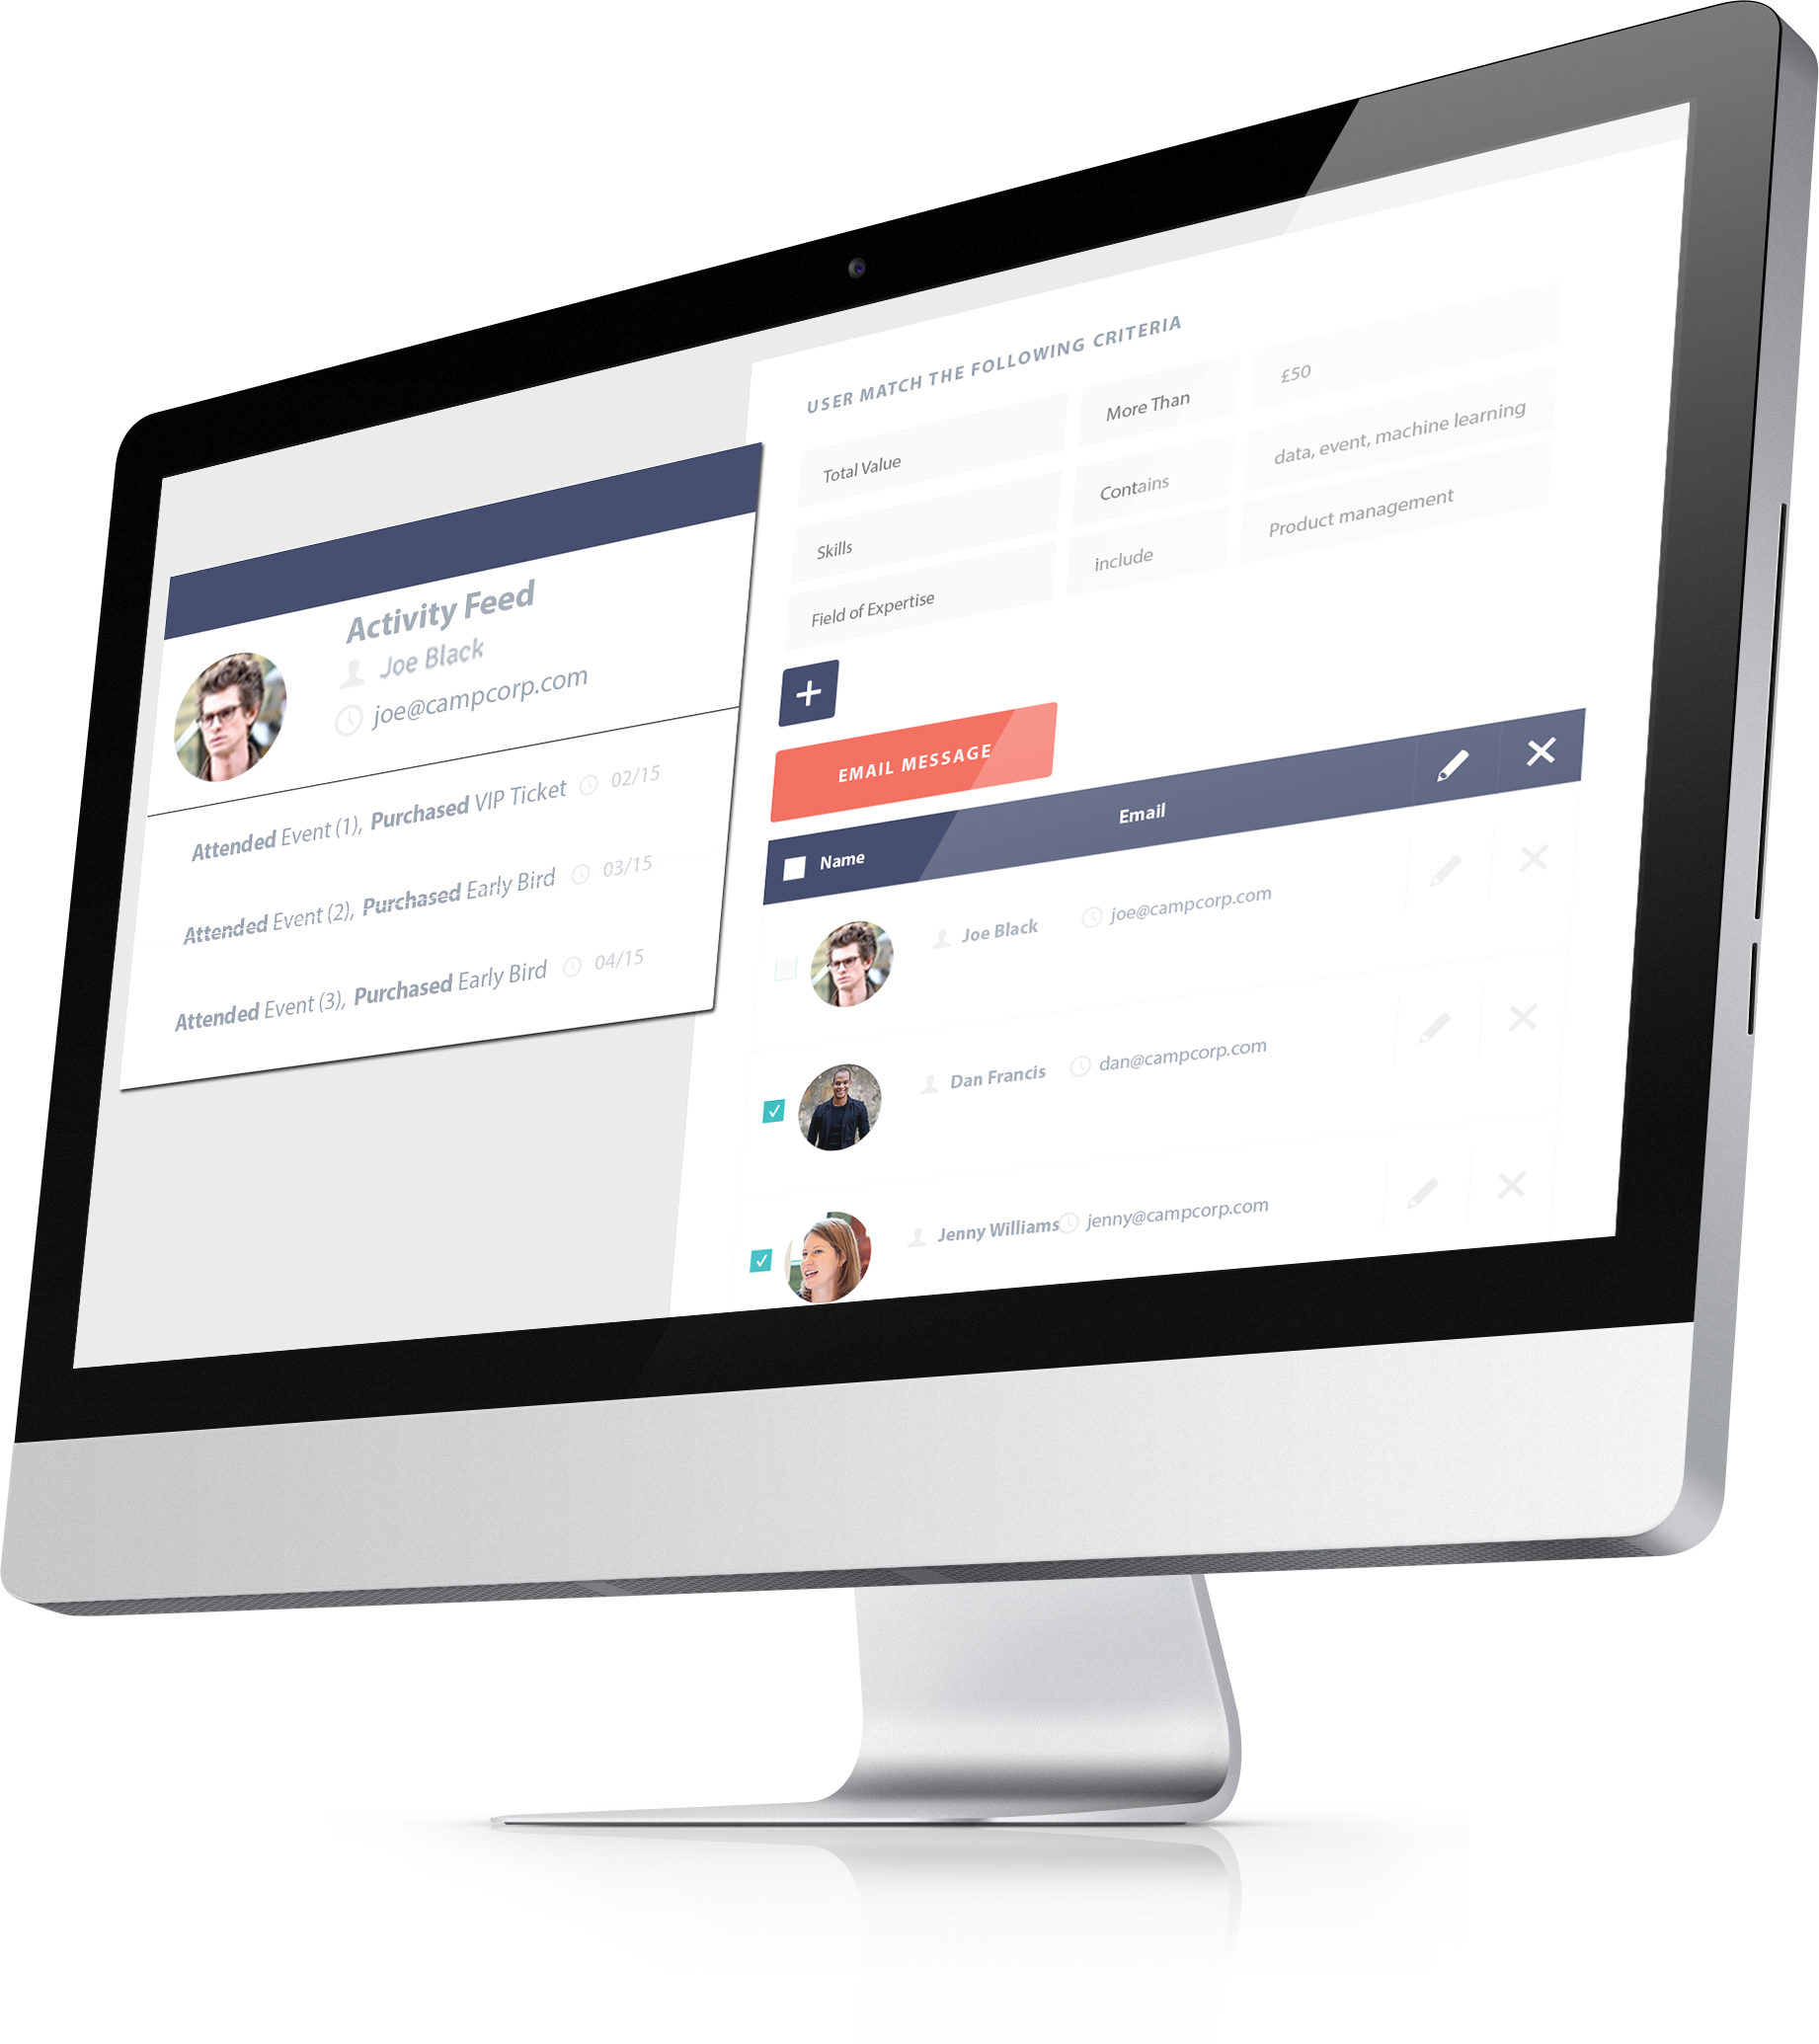 Activity Feed
Joe Black
joe@campcorp.com
Attended Event (1), Purchased VIP Ticket 02/15
Attended Event (2), Purchased Early Bird 03/15
Attended Event (3), Purchased Early Bird 04/15
USER MATCH THE FOLLOWING CRITERIA
Total Value More Than £50
Skills Contains data, event, machine learning
Field of Expertise include Product management
EMAIL MESSAGE
Name Email
Joe Black joe@campcorp.com
Dan Francis dan@campcorp.com
Jenny Williams jenny@campcorp.com